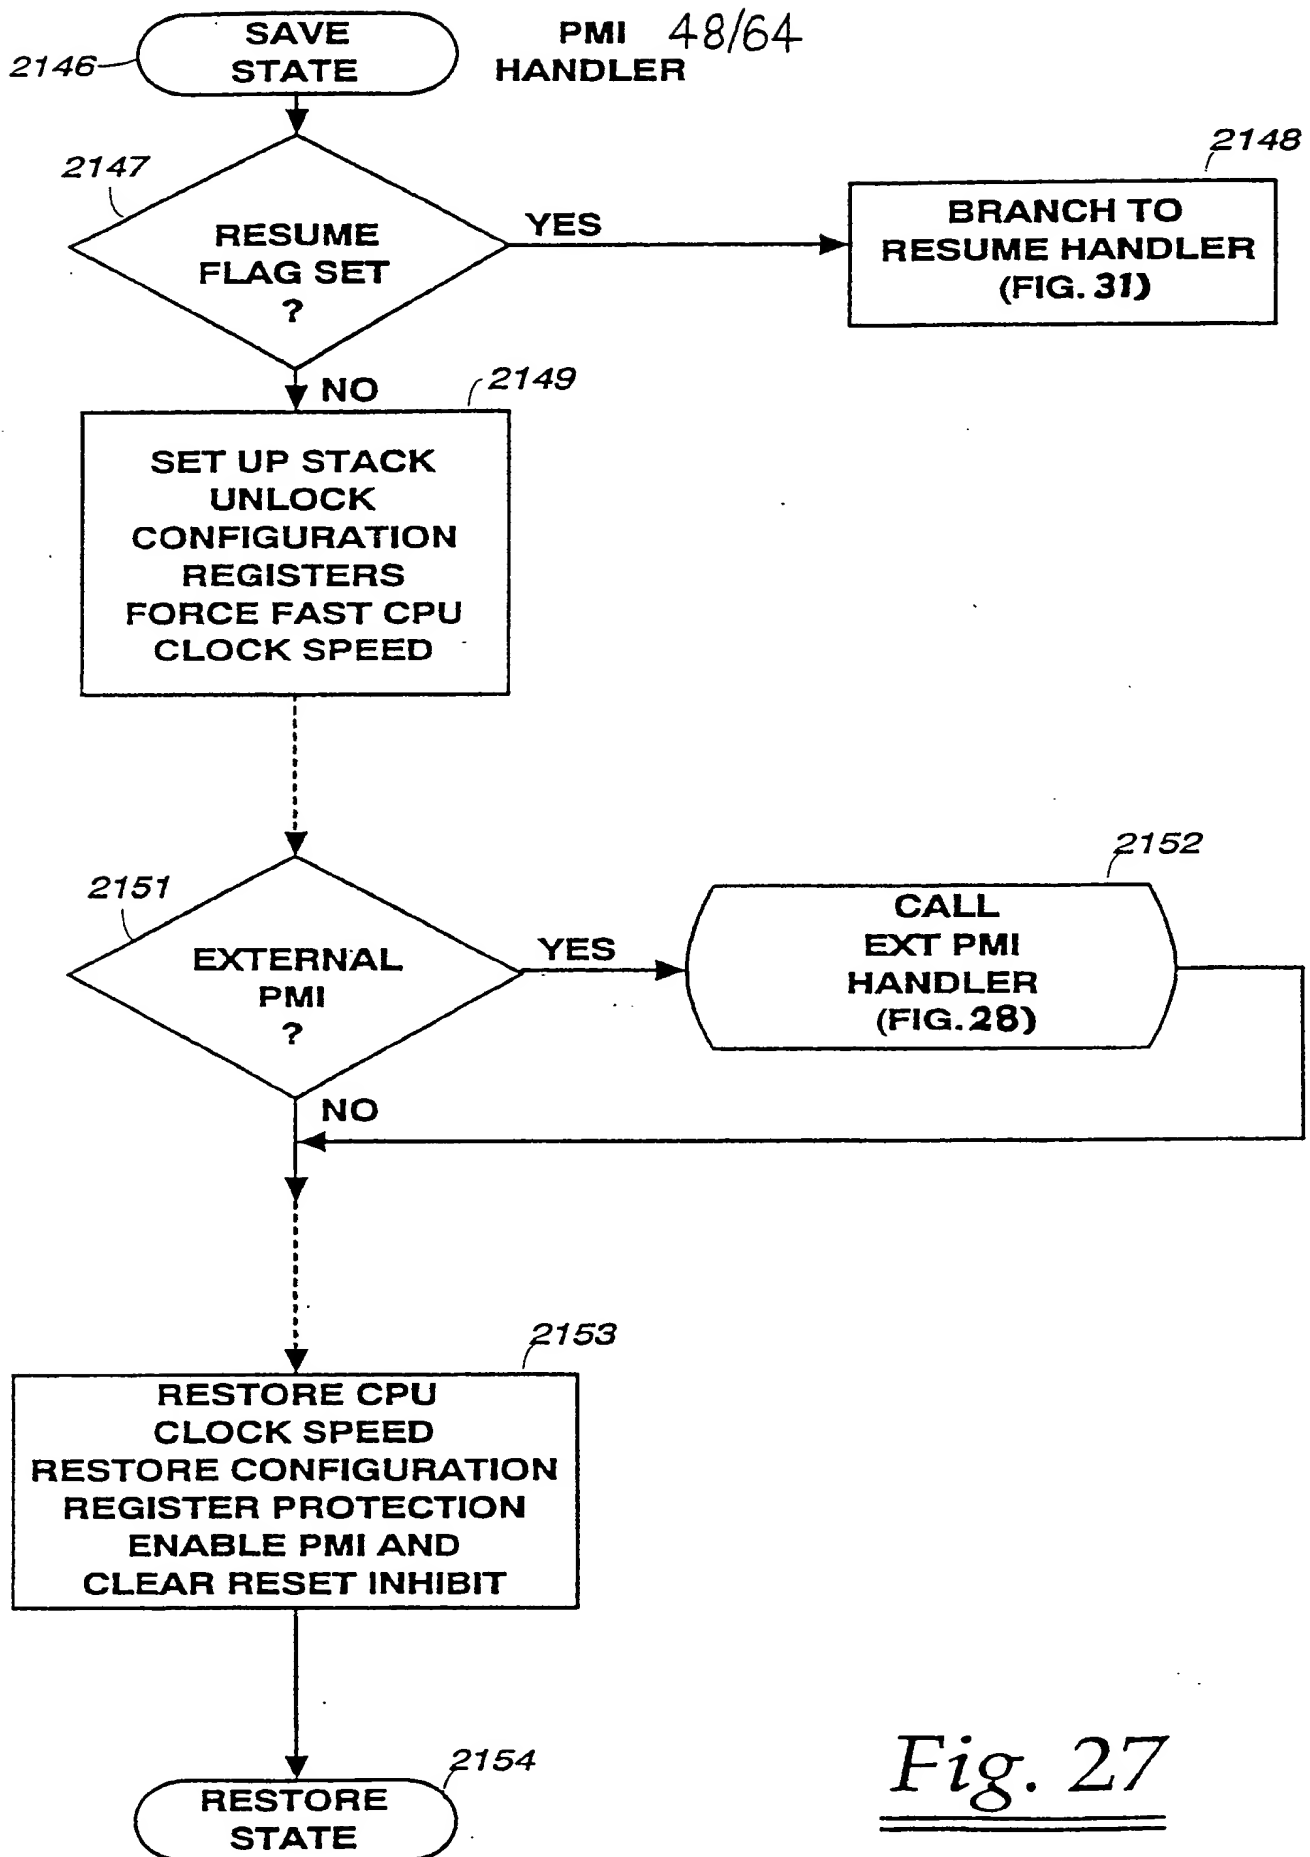 SAVE
STATE
2146
PMI 48/64
HANDLER
2147
RESUME
FLAG SET
?
YES
2148
BRANCH TO
RESUME HANDLER
(FIG. 31)
NO
2149
SET UP STACK
UNLOCK
CONFIGURATION
REGISTERS
FORCE FAST CPU
CLOCK SPEED
2151
EXTERNAL
PMI
?
YES
2152
CALL
EXT PMI
HANDLER
(FIG. 28)
NO
2153
RESTORE CPU
CLOCK SPEED
RESTORE CONFIGURATION
REGISTER PROTECTION
ENABLE PMI AND
CLEAR RESET INHIBIT
2154
RESTORE
STATE
Fig. 27